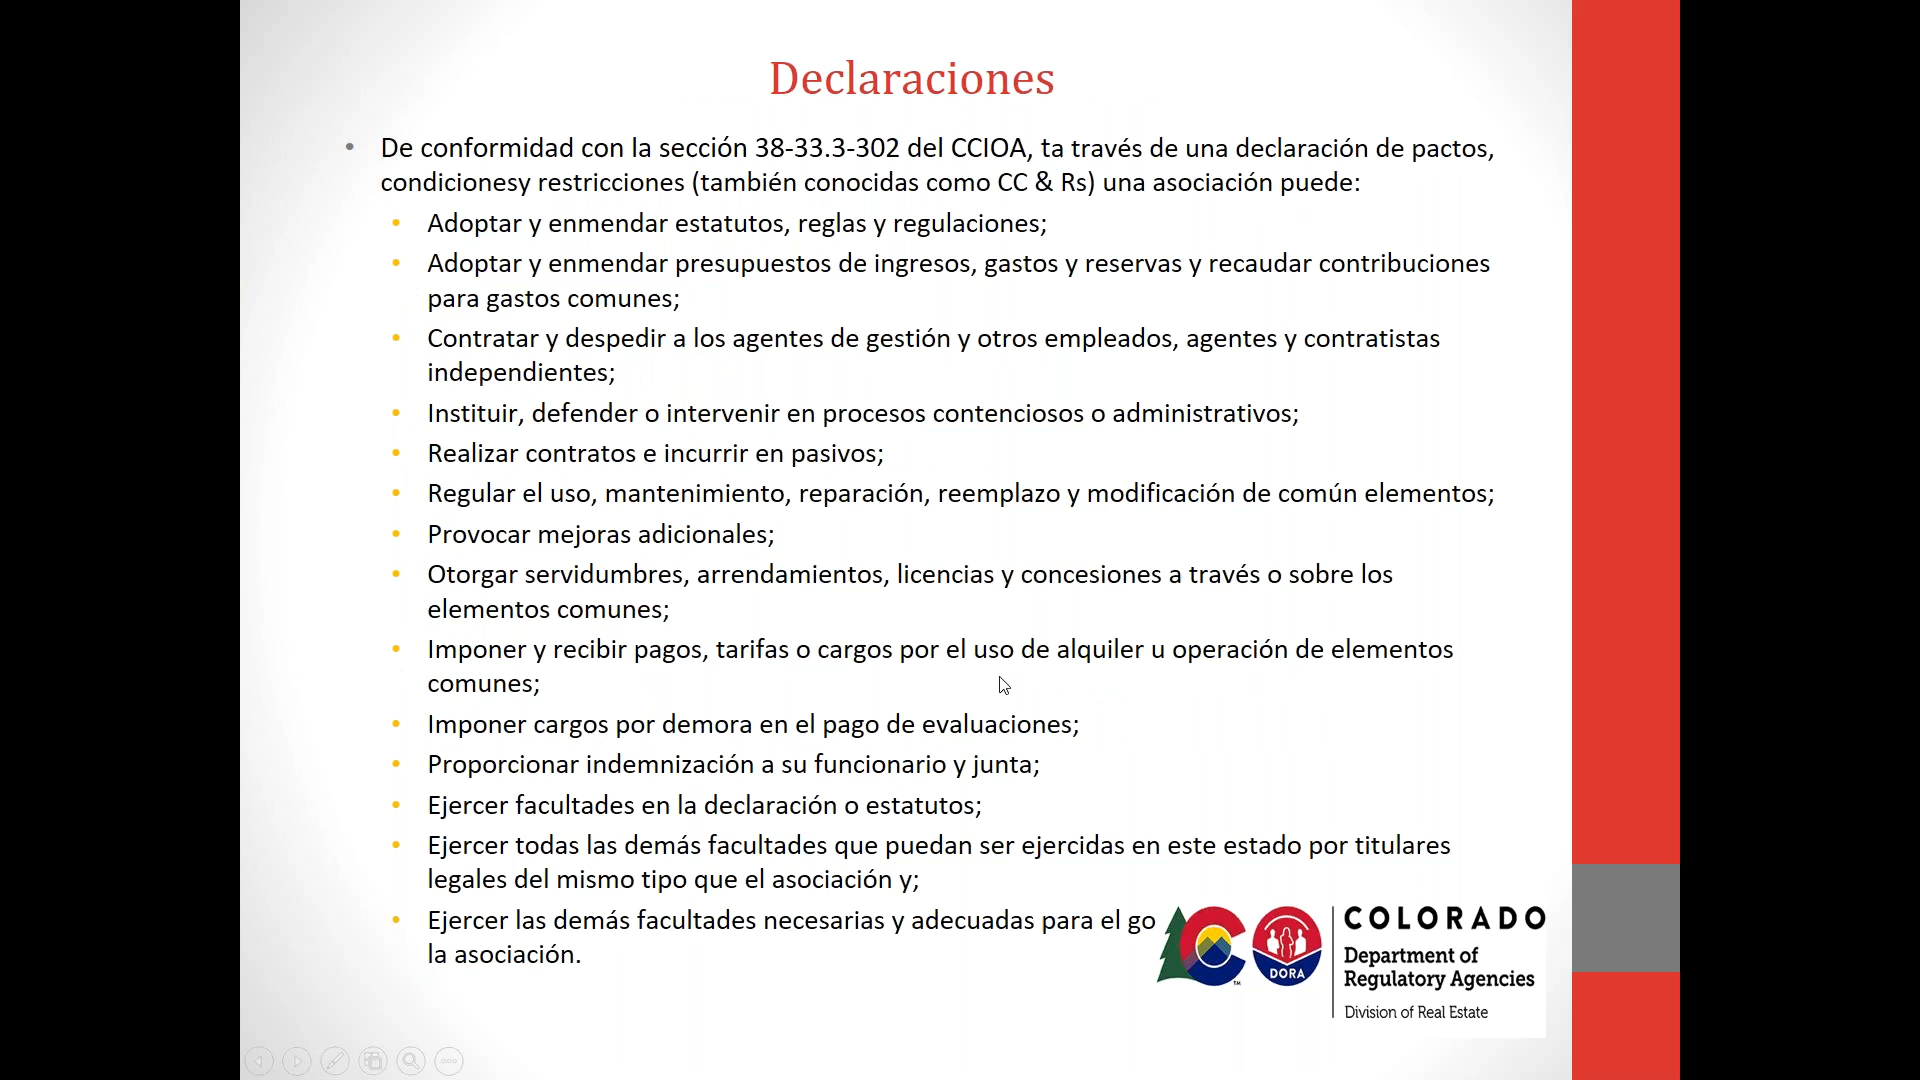 Declaraciones
• De conformidad con la sección 38-33.3-302 del CCIOA, ta través de una declaración de pactos,
condicionesy restricciones (también conocidas como CC & Rs) una asociación puede:
• Adoptar y enmendar estatutos, reglas y regulaciones;
• Adoptar y enmendar presupuestos de ingresos, gastos y reservas y recaudar contribuciones
para gastos comunes;
• Contratar y despedir a los agentes de gestión y otros empleados, agentes y contratistas
independientes;
• Instituir, defender o intervenir en procesos contenciosos o administrativos;
• Realizar contratos e incurrir en pasivos;
• Regular el uso, mantenimiento, reparación, reemplazo y modificación de común elementos;
• Provocar mejoras adicionales;
• Otorgar servidumbres, arrendamientos, licencias y concesiones a través o sobre los
elementos comunes;
• Imponer y recibir pagos, tarifas o cargos por el uso de alquiler u operación de elementos
comunes;
• Imponer cargos por demora en el pago de evaluaciones;
• Proporcionar indemnización a su funcionario y junta;
• Ejercer facultades en la declaración o estatutos;
• Ejercer todas las demás facultades que puedan ser ejercidas en este estado por titulares
legales del mismo tipo que el asociación y;
• Ejercer las demás facultades necesarias y adecuadas para el go
la asociación.
DORA
TM
COLORADO
Department of
Regulatory Agencies
Division of Real Estate